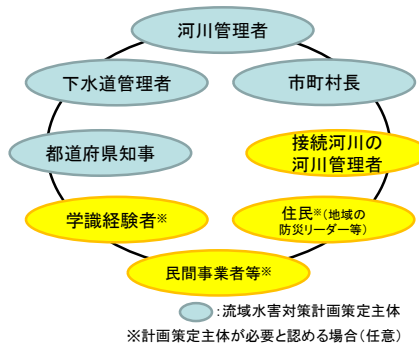 河川管理者
下水道管理者
市町村長
都道府県知事
接続河川の
河川管理者
学識経験者※
住民※(地域の
防災リーダー等)
民間事業者等※
:流域水害対策計画策定主体
※計画策定主体が必要と認める場合(任意)